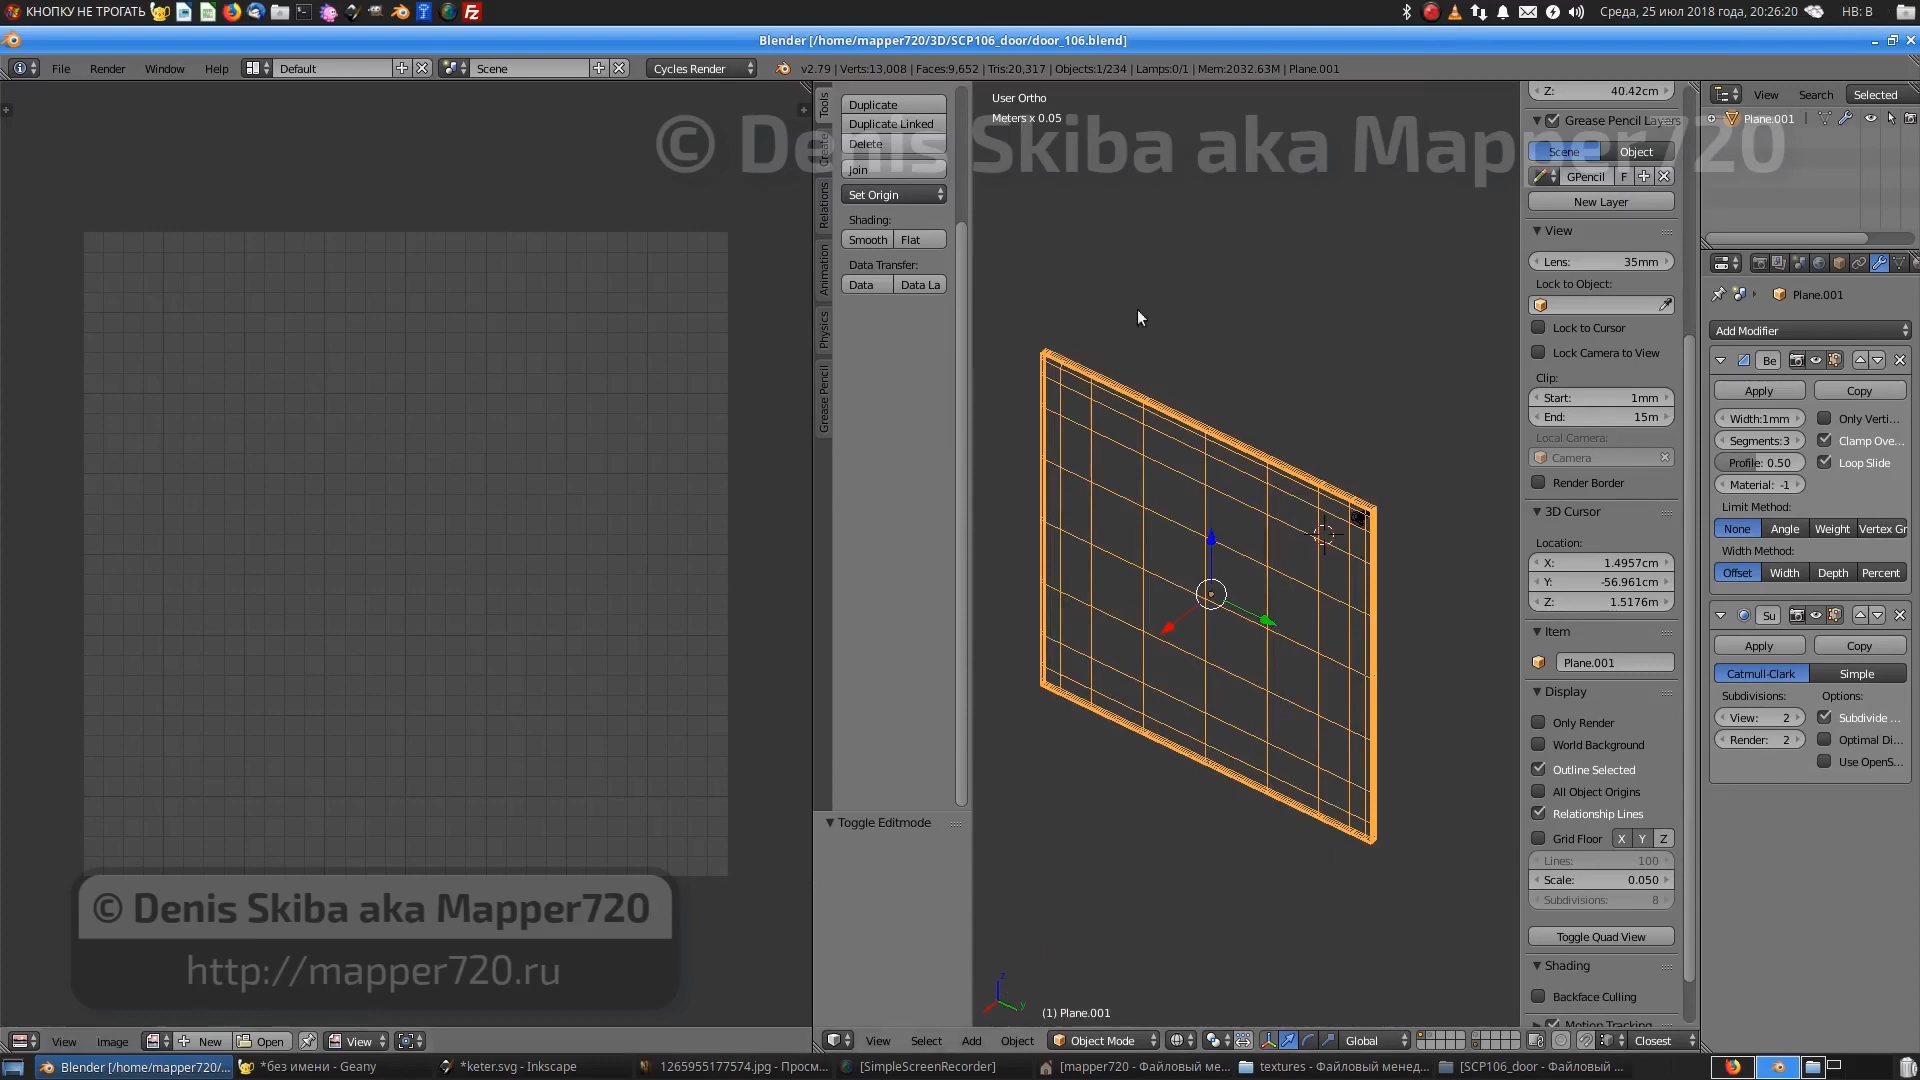 КНОПКУ НЕ ТРОГАТЬ
Среда, 25 июл 2018 года, 20:26:20
НВ: В
Blender [/home/mapper720/3D/SCP106_door/door_106.blend]
File Render Window Help
Default
Scene
Cycles Render
v2.79 | Verts:13,008 | Faces:9,652 | Tris:20,317 | Objects:1/234 | Lamps:0/1 | Mem:2032.63M | Plane.001
Tools
Create
Relations
Animation
Physics
Grease Pencil
Duplicate
Duplicate Linked
Delete
Join
Set Origin
Shading:
Smooth Flat
Data Transfer:
Data Data La
Toggle Editmode
User Ortho
Meters x 0.05
© Denis Skiba aka Mapper720
(1) Plane.001
Z: 40.42cm
Grease Pencil Layers
Scene Object
GPencil F
New Layer
View
Lens: 35mm
Lock to Object:
Lock to Cursor
Lock Camera to View
Clip:
Start: 1mm
End: 15m
Local Camera:
Camera
Render Border
3D Cursor
Location:
X: 1.4957cm
Y: -56.961cm
Z: 1.5176m
Item
Plane.001
Display
Only Render
World Background
Outline Selected
All Object Origins
Relationship Lines
Grid Floor X Y Z
Lines: 100
Scale: 0.050
Subdivisions: 8
Toggle Quad View
Shading
Backface Culling
Motion Tracking
View Search Selected
Plane.001
Plane.001
Add Modifier
Be
Apply Copy
Width:1mm Only Verti...
Segments:3 Clamp Ove...
Profile: 0.50 Loop Slide
Material: -1
Limit Method:
None Angle Weight Vertex Gr
Width Method:
Offset Width Depth Percent
Su
Apply Copy
Catmull-Clark Simple
Subdivisions: Options:
View: 2 Subdivide ...
Render: 2 Optimal Di...
Use OpenS...
© Denis Skiba aka Mapper720
http://mapper720.ru
View Image New Open View
View Select Add Object Object Mode Global Closest
Blender [/home/mapper720/...
*без имени - Geany
*keter.svg - Inkscape
1265955177574.jpg - Просм...
[SimpleScreenRecorder]
[mapper720 - Файловый ме...
textures - Файловый менед...
[SCP106_door - Файловый ...